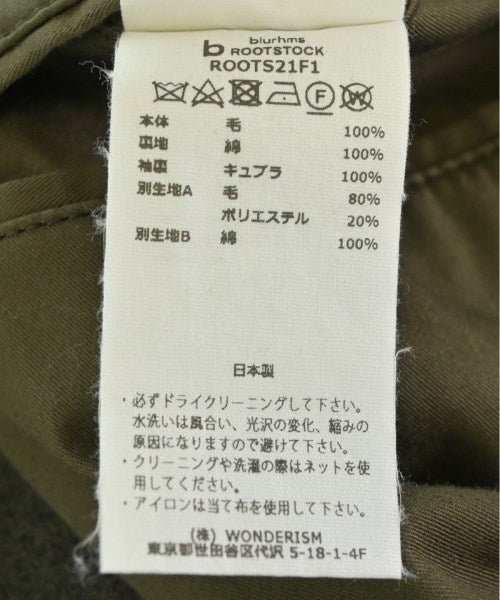 b blurhms
ROOTSTOCK
ROOTS21F1
F W
本体 毛 100%
裏地 綿 100%
袖裏 キュプラ 100%
別生地A 毛 80%
ポリエステル 20%
別生地B 綿 100%
日本製
・必ずドライクリーニングして下さい。
水洗いは風合い、光沢の変化、縮みの
原因になりますので避けて下さい。
・クリーニングや洗濯の際はネットを使
用してください。
・アイロンは当て布を使用して下さい。
(株) WONDERISM
東京都世田谷区代沢 5-18-1-4F